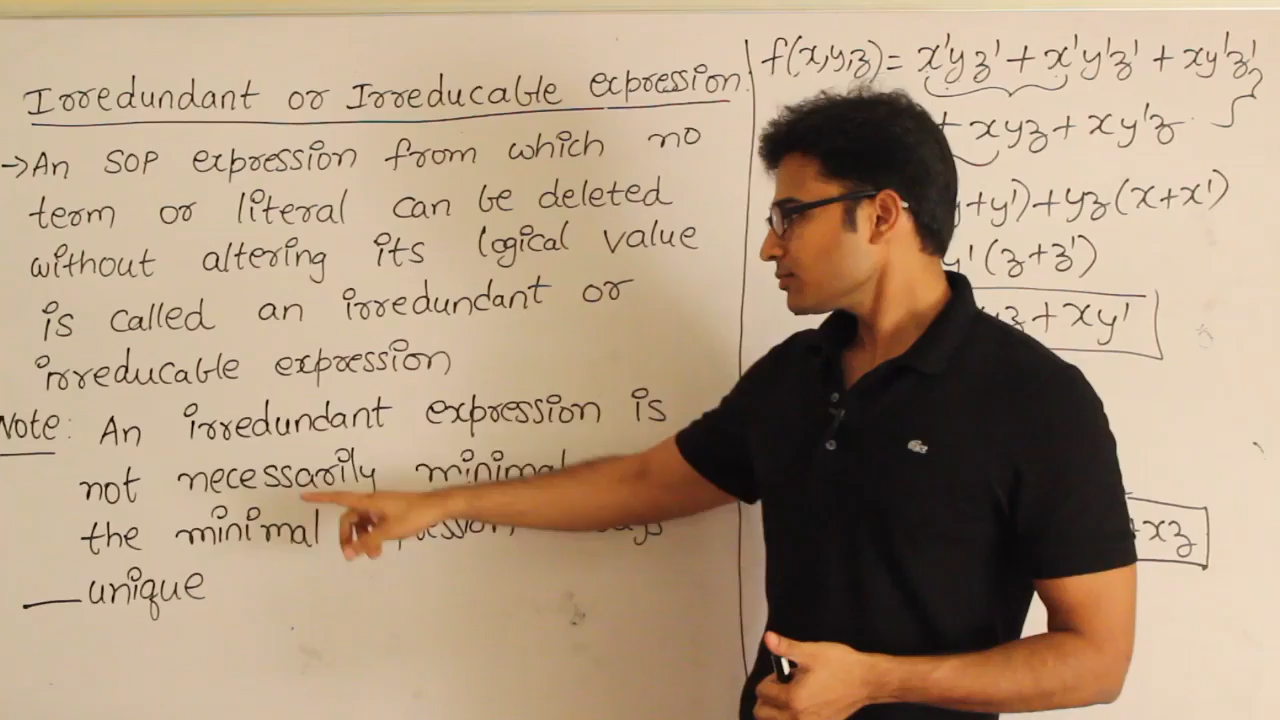 Irredundant or Irreducable expression
→An SOP expression from which no
term or literal can be deleted
without altering its logical value
is called an irredundant or
irreducable expression
Note: An irredundant expression is
not necessarily minimal
the minimal
unique
f(x,y,z)= x'yz' + x'y'z' + xy'z'
+ xyz + xy'z
y+y')+yz(x+x')
y'(z+z')
yz+xy'
+xz